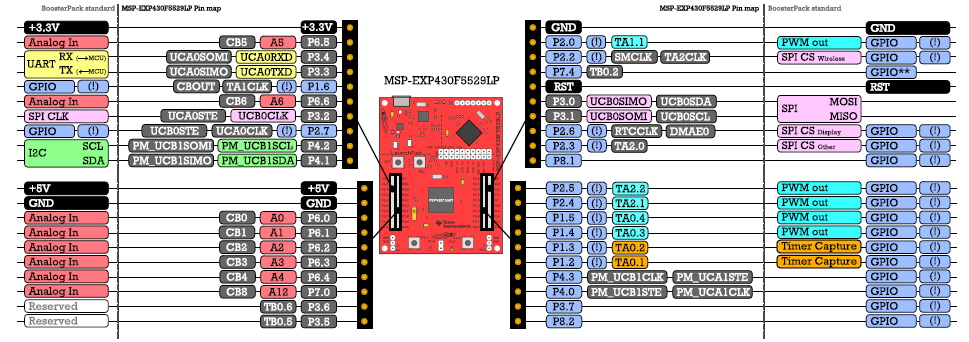 BoosterPack standard MSP-EXP430F5529LP Pin map
+3.3V +3.3V
Analog In CB5 A5 P6.5
UART RX (→MCU) UCA0SOMI UCA0RXD P3.4
TX (←MCU) UCA0SIMO UCA0TXD P3.3
GPIO (!) CBOUT TA1CLK (!) P1.6
Analog In CB6 A6 P6.6
SPI CLK UCA0STE UCB0CLK P3.2
GPIO (!) UCB0STE UCA0CLK (!) P2.7
I2C SCL PM_UCB1SOMI PM_UCB1SCL P4.2
SDA PM_UCB1SIMO PM_UCB1SDA P4.1
+5V +5V
GND GND
Analog In CB0 A0 P6.0
Analog In CB1 A1 P6.1
Analog In CB2 A2 P6.2
Analog In CB3 A3 P6.3
Analog In CB4 A4 P6.4
Analog In CB8 A12 P7.0
Reserved TB0.6 P3.6
Reserved TB0.5 P3.5
MSP-EXP430F5529LP
LaunchPad
MSP-EXP430F5529LP
Texas Instruments
MSP-EXP430F5529LP Pin map BoosterPack standard
GND GND
P2.0 (!) TA1.1 PWM out GPIO (!)
P2.2 (!) SMCLK TA2CLK SPI CS Wireless GPIO (!)
P7.4 TB0.2 GPIO**
RST RST
P3.0 UCB0SIMO UCB0SDA SPI MOSI
P3.1 UCB0SOMI UCB0SCL MISO
P2.6 (!) RTCCLK DMAE0 SPI CS Display GPIO (!)
P2.3 (!) TA2.0 SPI CS Other GPIO (!)
P8.1 GPIO (!)
P2.5 (!) TA2.2 PWM out GPIO (!)
P2.4 (!) TA2.1 PWM out GPIO (!)
P1.5 (!) TA0.4 PWM out GPIO (!)
P1.4 (!) TA0.3 PWM out GPIO (!)
P1.3 (!) TA0.2 Timer Capture GPIO (!)
P1.2 (!) TA0.1 Timer Capture GPIO (!)
P4.3 PM_UCB1CLK PM_UCA1STE GPIO (!)
P4.0 PM_UCB1STE PM_UCA1CLK GPIO (!)
P3.7 GPIO (!)
P8.2 GPIO (!)